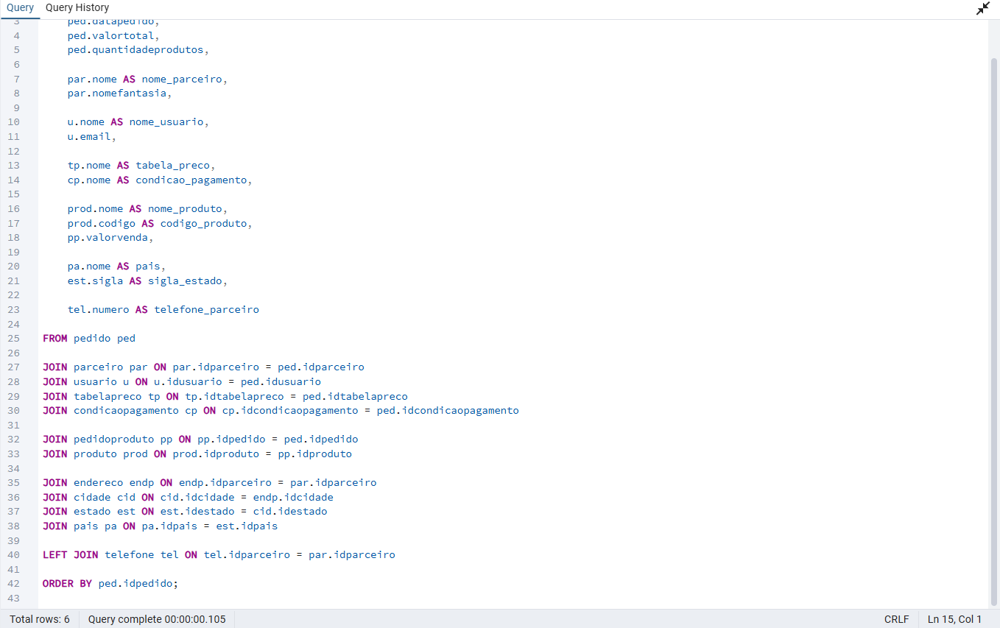 Query Query History
3 ped.datapedido,
4 ped.valortotal,
5 ped.quantidadeprodutos,
6
7 par.nome AS nome_parceiro,
8 par.nomefantasia,
9
10 u.nome AS nome_usuario,
11 u.email,
12
13 tp.nome AS tabela_preco,
14 cp.nome AS condicao_pagamento,
15
16 prod.nome AS nome_produto,
17 prod.codigo AS codigo_produto,
18 pp.valorvenda,
19
20 pa.nome AS pais,
21 est.sigla AS sigla_estado,
22
23 tel.numero AS telefone_parceiro
24
25 FROM pedido ped
26
27 JOIN parceiro par ON par.idparceiro = ped.idparceiro
28 JOIN usuario u ON u.idusuario = ped.idusuario
29 JOIN tabelapreco tp ON tp.idtabelapreco = ped.idtabelapreco
30 JOIN condicaopagamento cp ON cp.idcondicaopagamento = ped.idcondicaopagamento
31
32 JOIN pedidoproduto pp ON pp.idpedido = ped.idpedido
33 JOIN produto prod ON prod.idproduto = pp.idproduto
34
35 JOIN endereco endp ON endp.idparceiro = par.idparceiro
36 JOIN cidade cid ON cid.idcidade = endp.idcidade
37 JOIN estado est ON est.idestado = cid.idestado
38 JOIN pais pa ON pa.idpais = est.idpais
39
40 LEFT JOIN telefone tel ON tel.idparceiro = par.idparceiro
41
42 ORDER BY ped.idpedido;
43
Total rows: 6 Query complete 00:00:00.105 CRLF Ln 15, Col 1